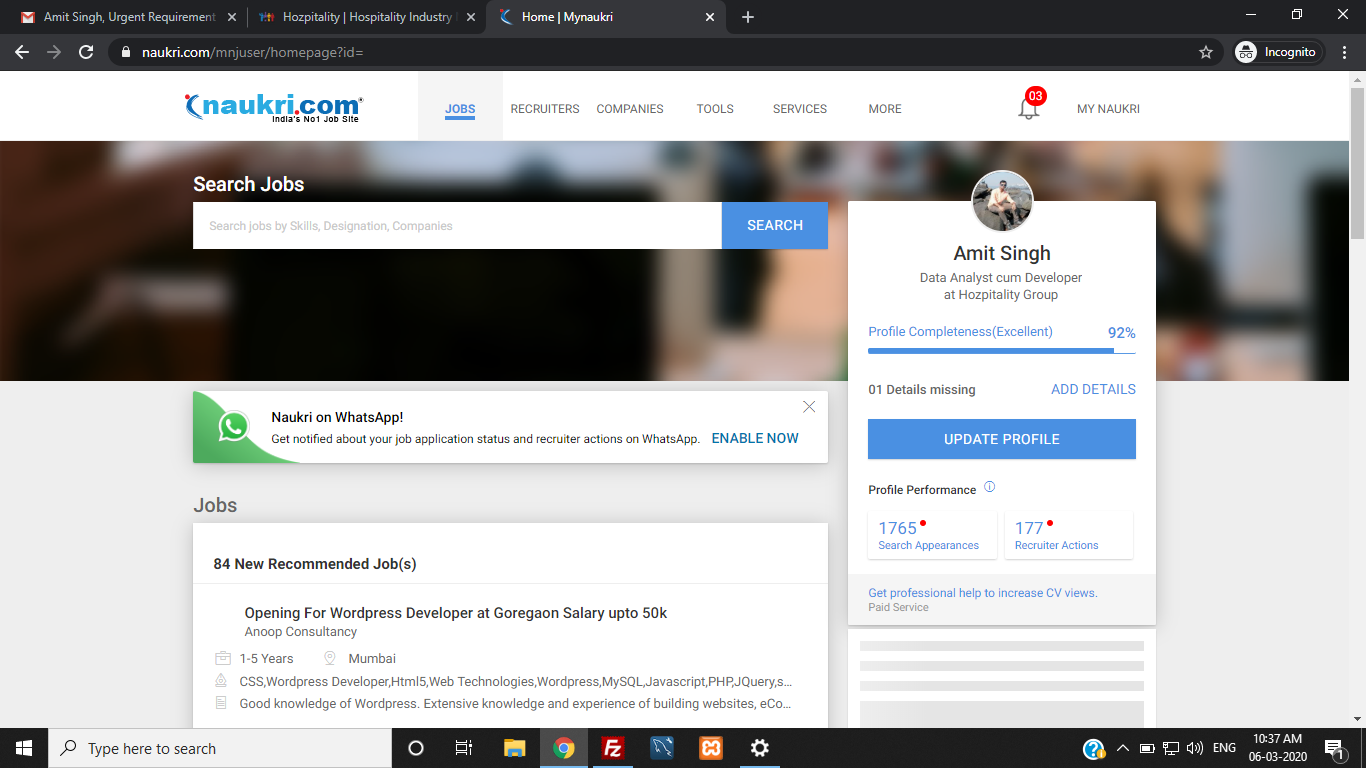 Amit Singh, Urgent Requirement
Hozpitality | Hospitality Industry
Home | Mynaukri
naukri.com/mnjuser/homepage?id=
Incognito
naukri.com
India's No1 Job Site
JOBS
RECRUITERS
COMPANIES
TOOLS
SERVICES
MORE
03
MY NAUKRI
Search Jobs
Search jobs by Skills, Designation, Companies
SEARCH
Amit Singh
Data Analyst cum Developer
at Hozpitality Group
Profile Completeness(Excellent)
92%
01 Details missing
ADD DETAILS
UPDATE PROFILE
Profile Performance
1765
Search Appearances
177
Recruiter Actions
Get professional help to increase CV views.
Paid Service
Naukri on WhatsApp!
Get notified about your job application status and recruiter actions on WhatsApp.
ENABLE NOW
Jobs
84 New Recommended Job(s)
Opening For Wordpress Developer at Goregaon Salary upto 50k
Anoop Consultancy
1-5 Years
Mumbai
CSS,Wordpress Developer,Html5,Web Technologies,Wordpress,MySQL,Javascript,PHP,JQuery,s...
Good knowledge of Wordpress. Extensive knowledge and experience of building websites, eCo...
Type here to search
ENG
10:37 AM
06-03-2020
1